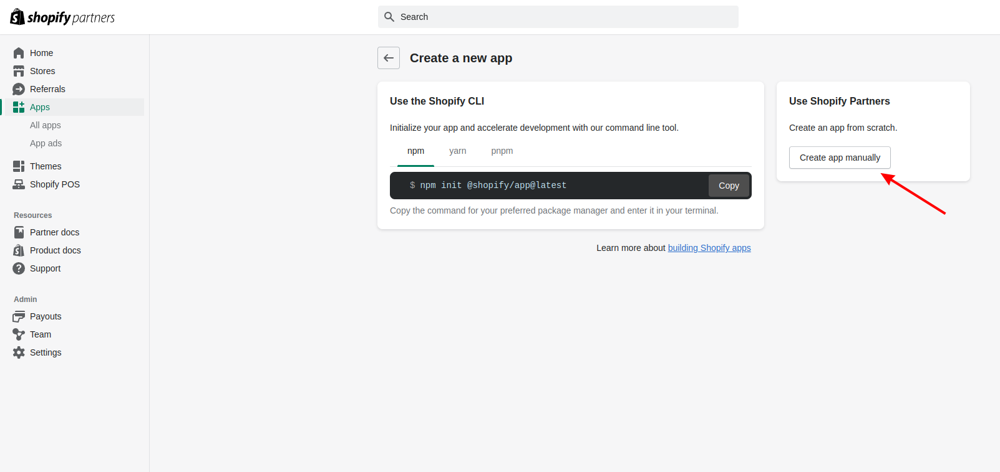 shopify partners
Search
Home
Stores
Referrals
Apps
All apps
App ads
Themes
Shopify POS
Resources
Partner docs
Product docs
Support
Admin
Payouts
Team
Settings
Create a new app
Use the Shopify CLI
Initialize your app and accelerate development with our command line tool.
npm yarn pnpm
$ npm init @shopify/app@latest
Copy
Copy the command for your preferred package manager and enter it in your terminal.
Learn more about building Shopify apps
Use Shopify Partners
Create an app from scratch.
Create app manually